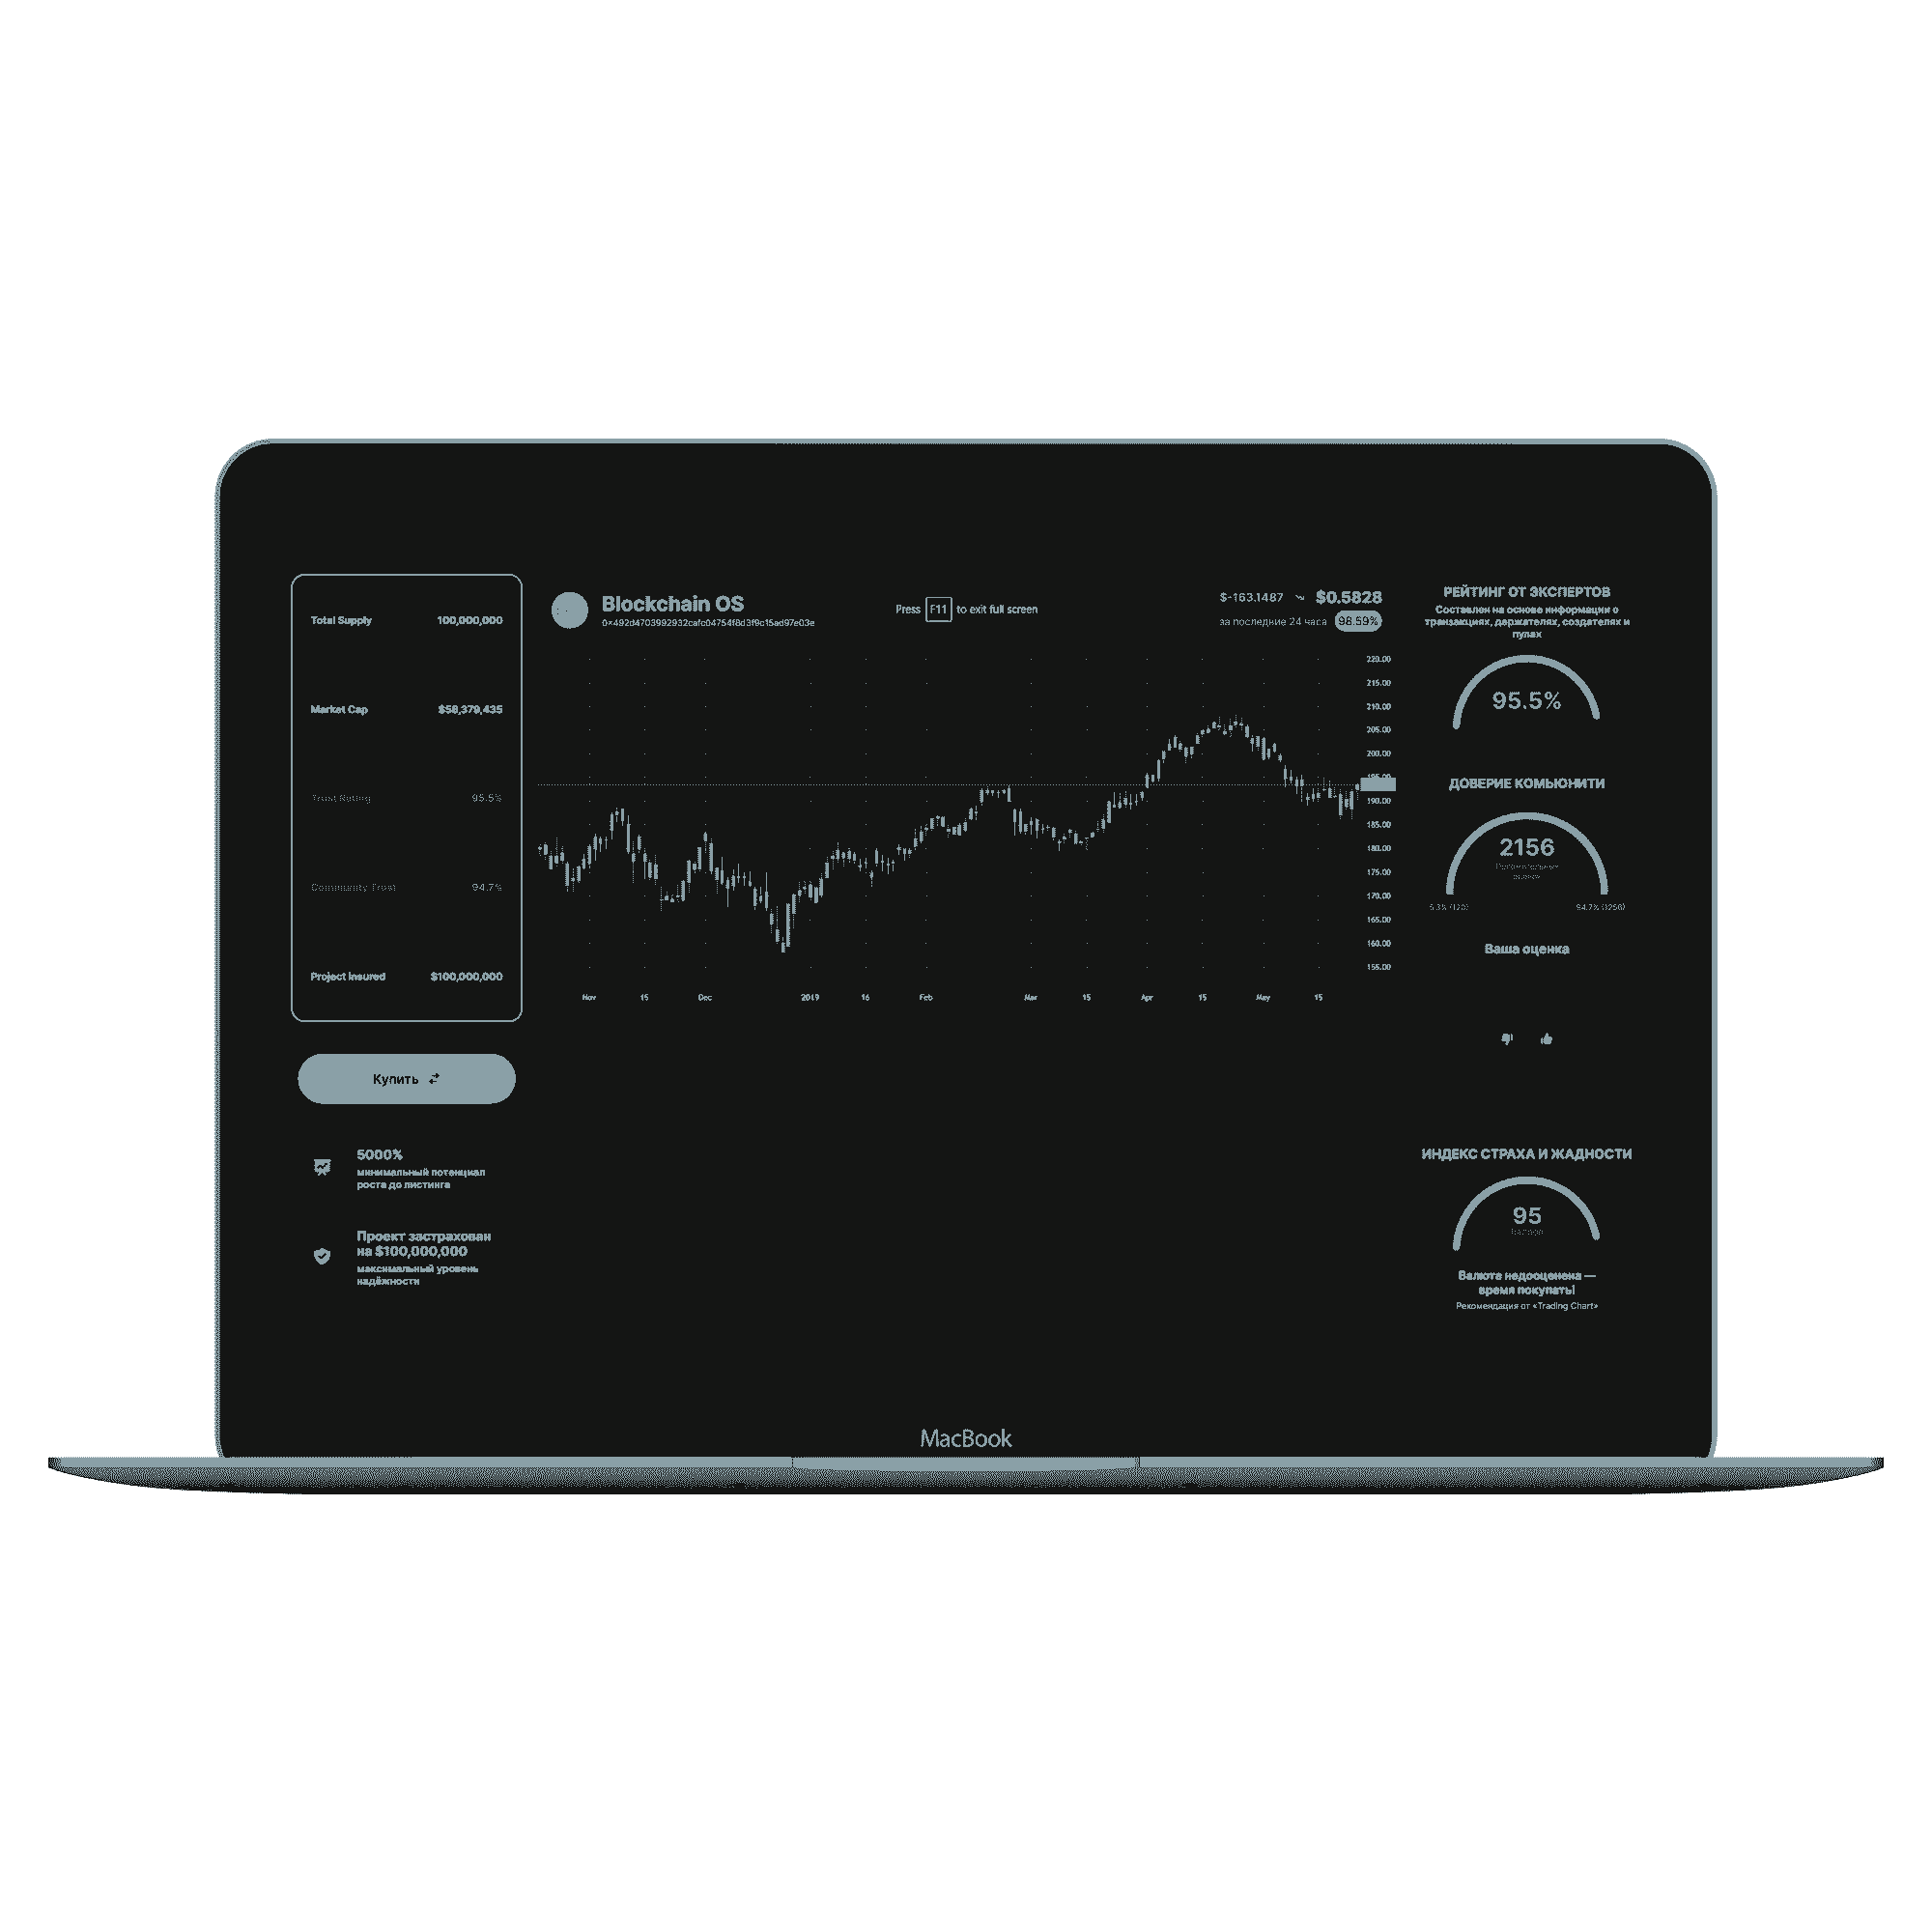 Total Supply 100,000,000
Market Cap $58,379,435
Trust Rating 95.5%
Community Trust 94.7%
Project Insured $100,000,000
Купить
5000%
минимальный потенциал
роста до листинга
Проект застрахован
на $100,000,000
максимальный уровень
надёжности
Blockchain OS
0x492d4703992932cafc04754f8d3f9c15ad97e03e
Press F11 to exit full screen
$-163.1487 $0.5828
за последние 24 часа 98.59%
220.00
215.00
210.00
205.00
200.00
195.00
190.00
185.00
180.00
175.00
170.00
165.00
160.00
155.00
Nov 15 Dec 2019 16 Feb Mar 15 Apr 15 May 15
РЕЙТИНГ ОТ ЭКСПЕРТОВ
Составлен на основе информации о
транзакциях, держателях, создателях и
пулах
95.5%
ДОВЕРИЕ КОМЬЮНИТИ
2156
94.7%
Ваша оценка
ИНДЕКС СТРАХА И ЖАДНОСТИ
95
Валюта недооценена —
время покупать!
Рекомендация от «Trading Chart»
MacBook